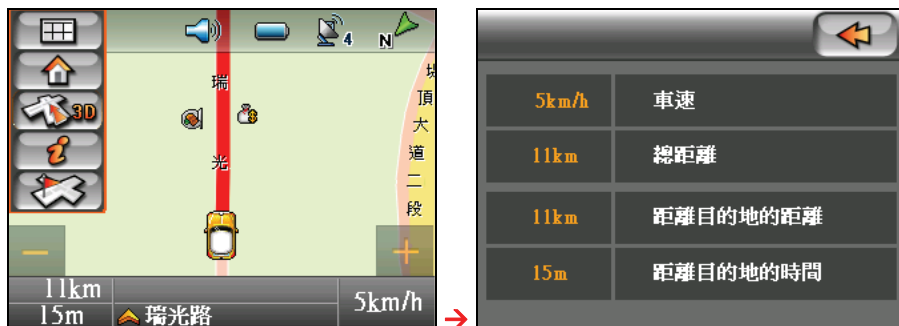 4
N
3D
瑞
光
頂
大
道
二
段
11km
15m
瑞光路
5km/h
5km/h 車速
11km 總距離
11km 距離目的地的距離
15m 距離目的地的時間